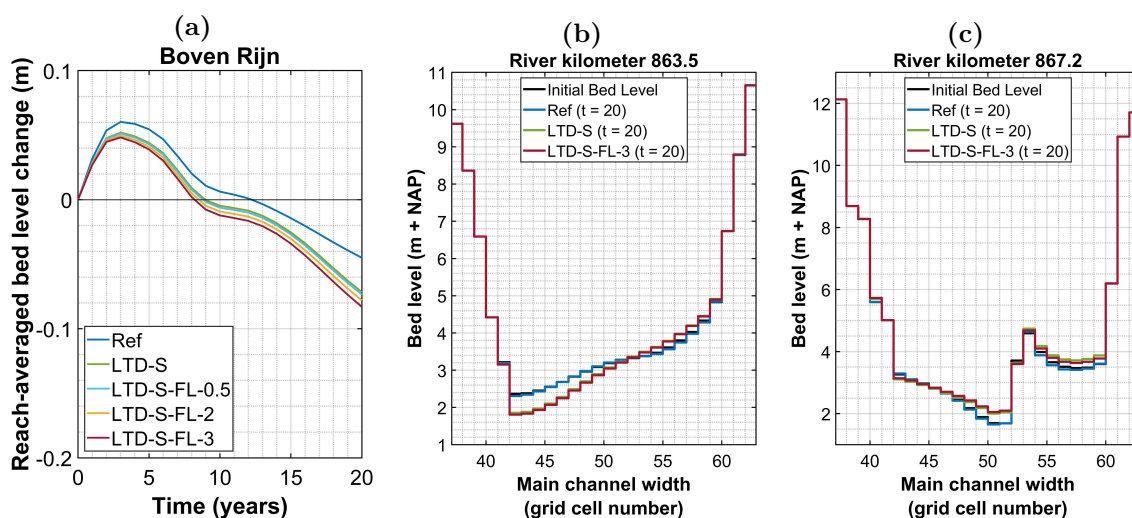 (a)
Boven Rijn
Reach-averaged bed level change (m)
0.1
0
-0.1
-0.2
Ref
LTD-S
LTD-S-FL-0.5
LTD-S-FL-2
LTD-S-FL-3
0 5 10 15 20
Time (years)
(b)
River kilometer 863.5
Bed level (m + NAP)
11
10
9
8
7
6
5
4
3
2
1
Initial Bed Level
Ref (t = 20)
LTD-S (t = 20)
LTD-S-FL-3 (t = 20)
40 45 50 55 60
Main channel width
(grid cell number)
(c)
River kilometer 867.2
Bed level (m + NAP)
12
10
8
6
4
2
Initial Bed Level
Ref (t = 20)
LTD-S (t = 20)
LTD-S-FL-3 (t = 20)
40 45 50 55 60
Main channel width
(grid cell number)